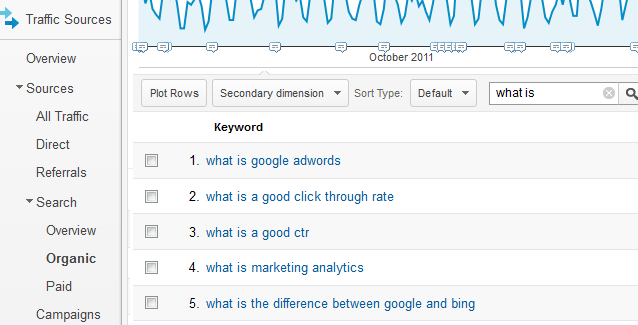 Traffic Sources
Overview
Sources
All Traffic
Direct
Referrals
Search
Overview
Organic
Paid
Campaigns
October 2011
Plot Rows Secondary dimension Sort Type: Default what is
Keyword
1. what is google adwords
2. what is a good click through rate
3. what is a good ctr
4. what is marketing analytics
5. what is the difference between google and bing